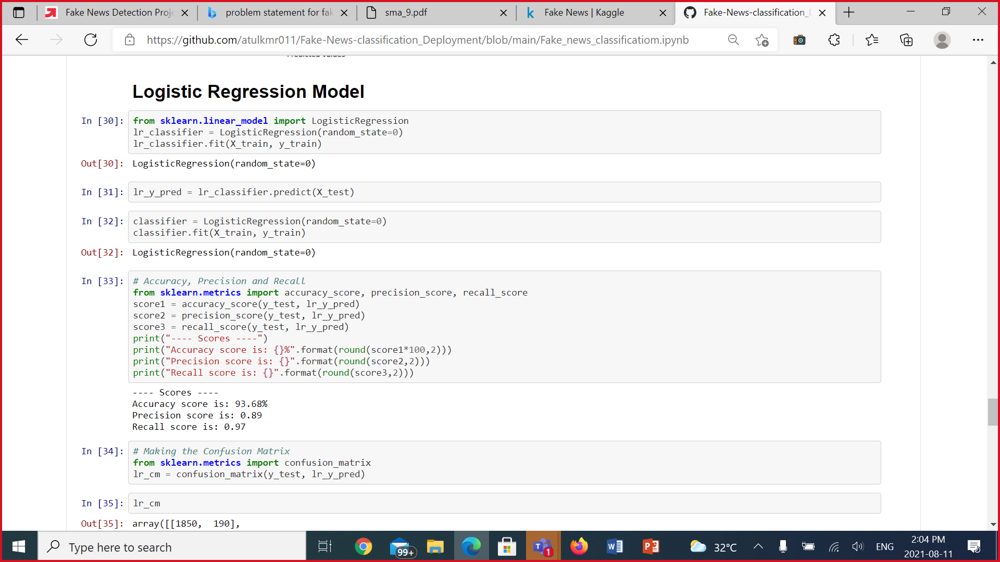 Fake News Detection Proje
problem statement for fak
sma_9.pdf
Fake News | Kaggle
Fake-News-classification_D
https://github.com/atulkmr011/Fake-News-classification_Deployment/blob/main/Fake_news_classificatiom.ipynb
Predicted Values
Logistic Regression Model
In [30]: from sklearn.linear_model import LogisticRegression
lr_classifier = LogisticRegression(random_state=0)
lr_classifier.fit(X_train, y_train)
Out[30]: LogisticRegression(random_state=0)
In [31]: lr_y_pred = lr_classifier.predict(X_test)
In [32]: classifier = LogisticRegression(random_state=0)
classifier.fit(X_train, y_train)
Out[32]: LogisticRegression(random_state=0)
In [33]: # Accuracy, Precision and Recall
from sklearn.metrics import accuracy_score, precision_score, recall_score
score1 = accuracy_score(y_test, lr_y_pred)
score2 = precision_score(y_test, lr_y_pred)
score3 = recall_score(y_test, lr_y_pred)
print("---- Scores ----")
print("Accuracy score is: {}%".format(round(score1*100,2)))
print("Precision score is: {}".format(round(score2,2)))
print("Recall score is: {}".format(round(score3,2)))
---- Scores ----
Accuracy score is: 93.68%
Precision score is: 0.89
Recall score is: 0.97
In [34]: # Making the Confusion Matrix
from sklearn.metrics import confusion_matrix
lr_cm = confusion_matrix(y_test, lr_y_pred)
In [35]: lr_cm
Out[35]: array([[1850,  190],
Type here to search
99+
T
1
W
P
32°C
ENG
2:04 PM
2021-08-11